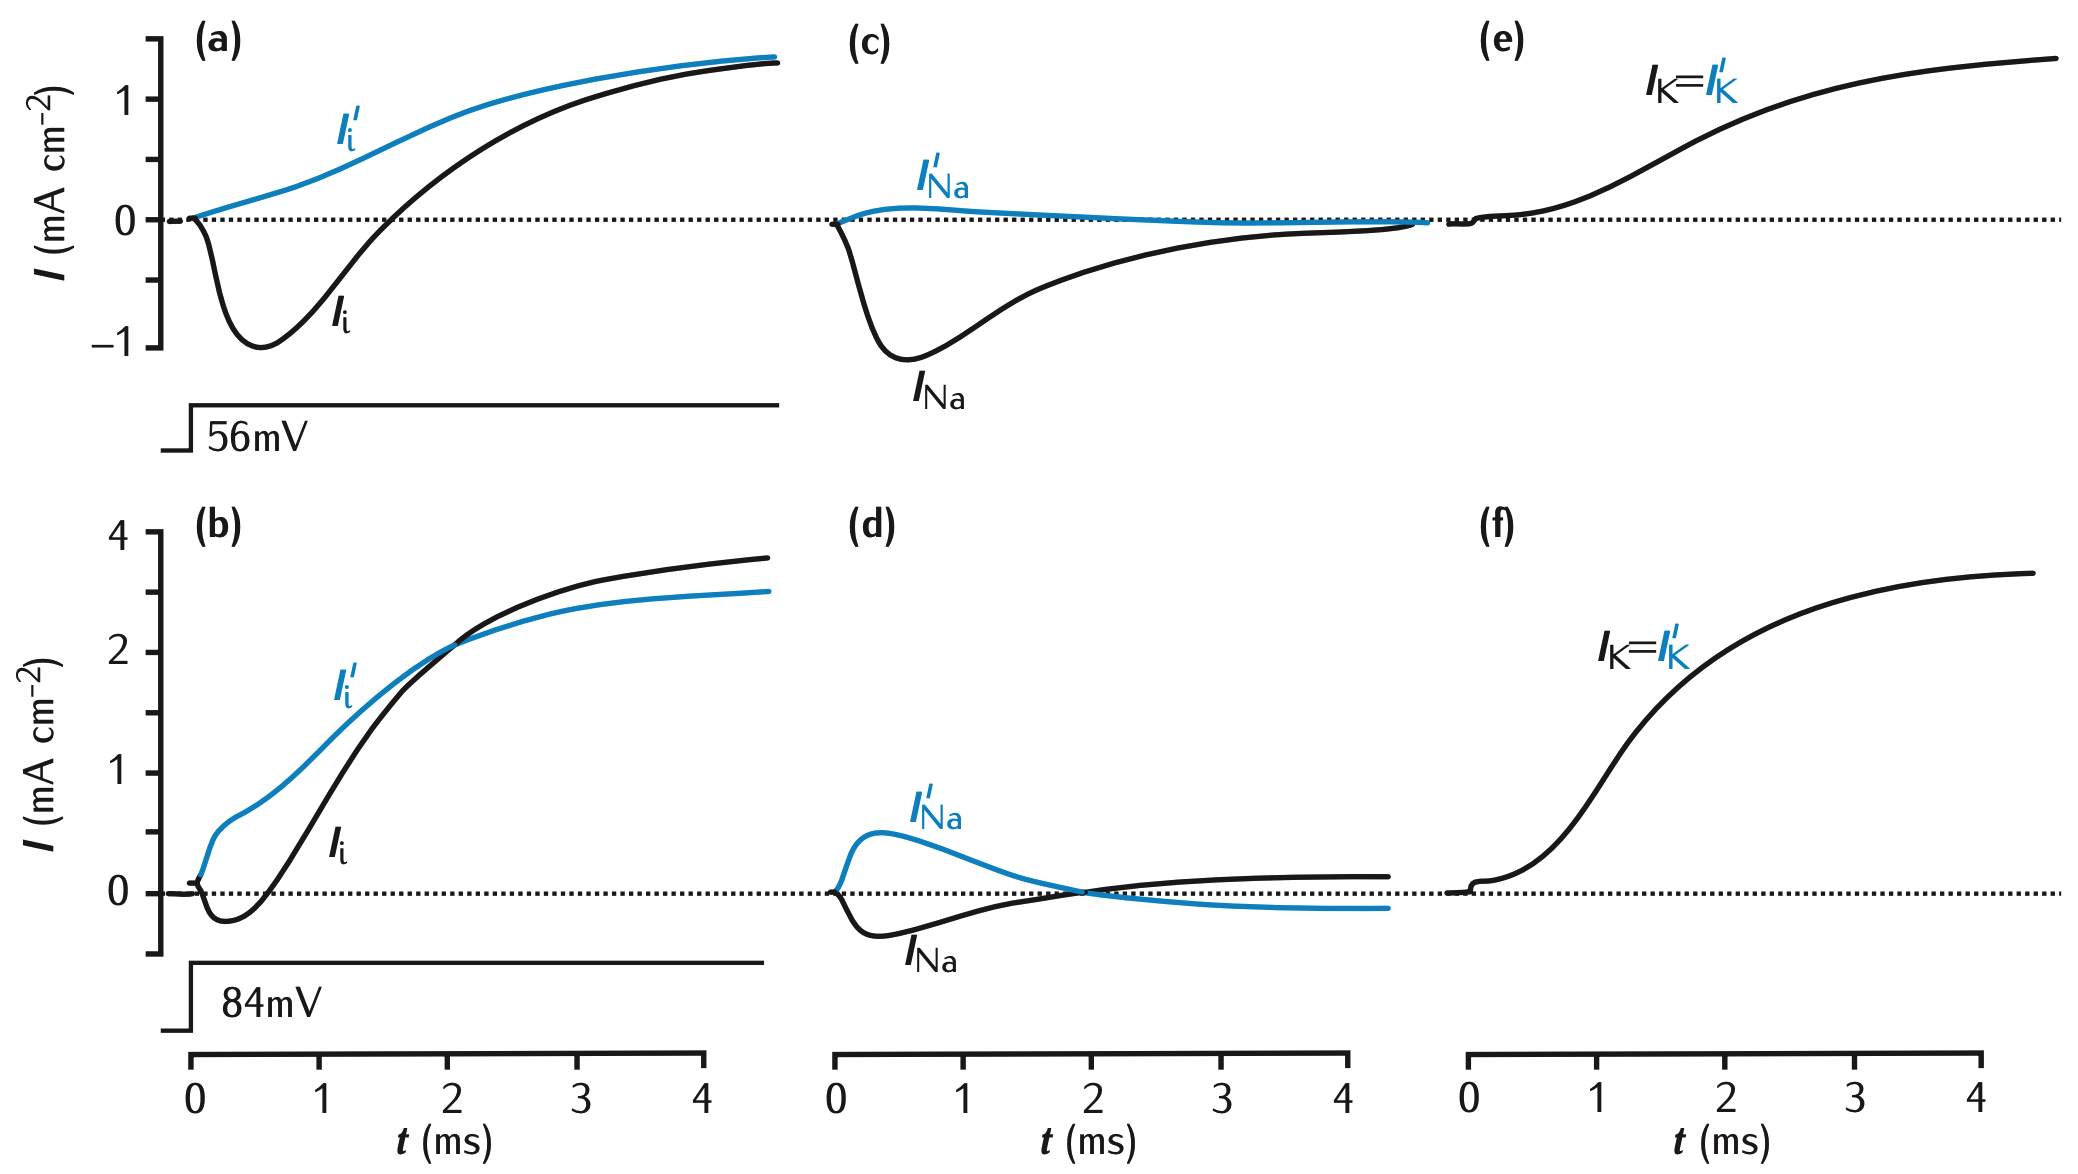 (a)
(c)
(e)
I (mA cm⁻²)
1
0
−1
Iᵢ′
Iᵢ
I′Na
INa
IK=I′K
56mV
(b)
(d)
(f)
I (mA cm⁻²)
4
2
1
0
Iᵢ′
Iᵢ
I′Na
INa
IK=I′K
84mV
0 1 2 3 4
t (ms)
0 1 2 3 4
t (ms)
0 1 2 3 4
t (ms)